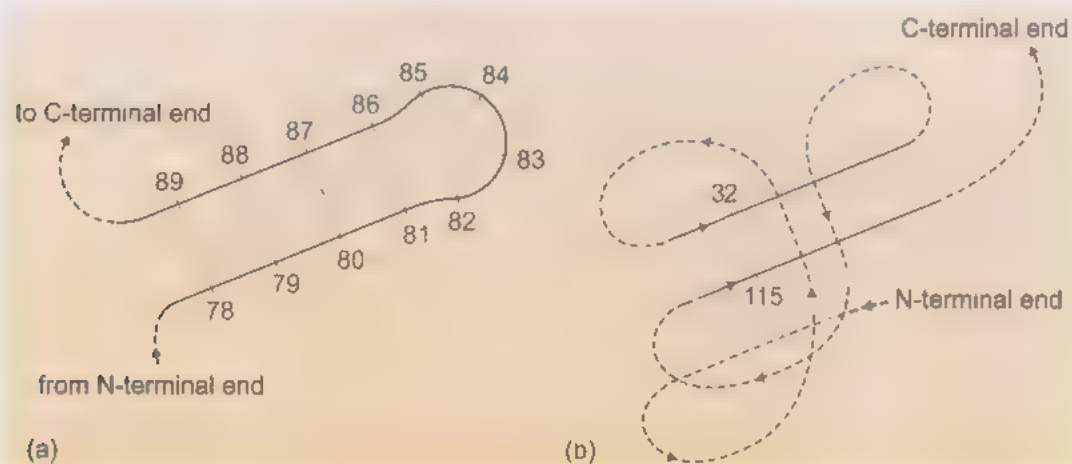 C-terminal end
85
84
86
to C-terminal end
87
88
83
89
32
82
81
80
79
115
78
N-terminal end
from N-terminal end
(a)
(b)